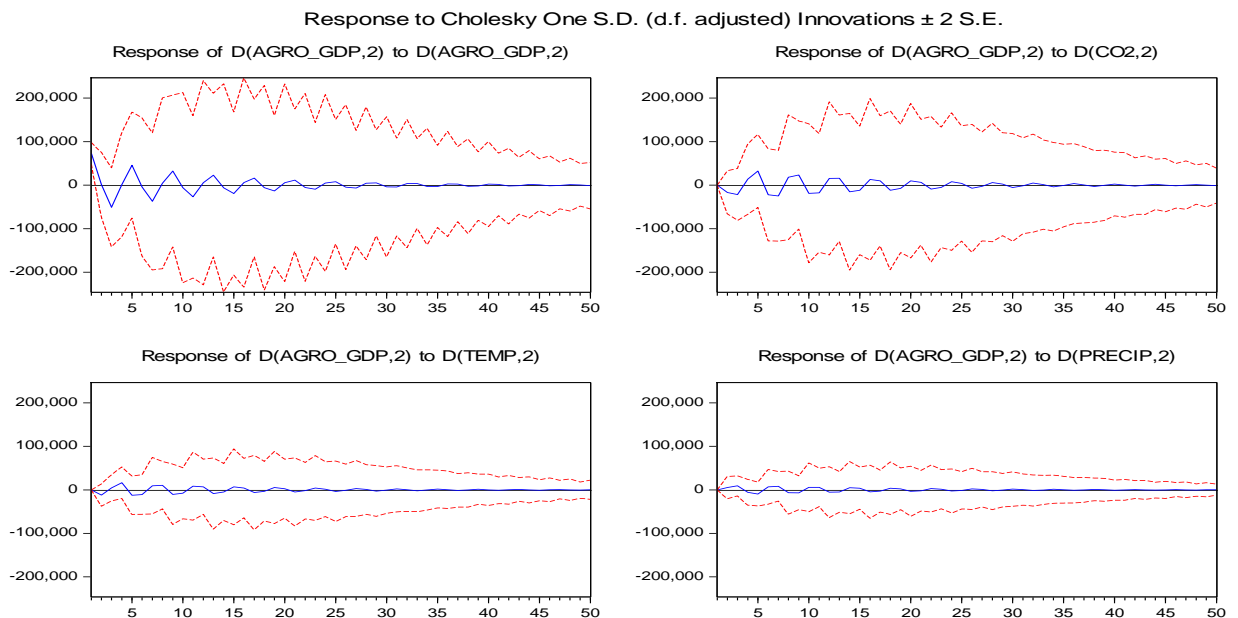 Response to Cholesky One S.D. (d.f. adjusted) Innovations ± 2 S.E.
Response of D(AGRO_GDP,2) to D(AGRO_GDP,2)
200,000
100,000
0
-100,000
-200,000
5 10 15 20 25 30 35 40 45 50
Response of D(AGRO_GDP,2) to D(CO2,2)
200,000
100,000
0
-100,000
-200,000
5 10 15 20 25 30 35 40 45 50
Response of D(AGRO_GDP,2) to D(TEMP,2)
200,000
100,000
0
-100,000
-200,000
5 10 15 20 25 30 35 40 45 50
Response of D(AGRO_GDP,2) to D(PRECIP,2)
200,000
100,000
0
-100,000
-200,000
5 10 15 20 25 30 35 40 45 50